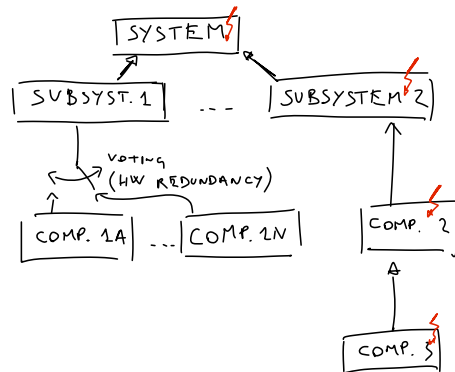 SYSTEM
SUBSYST. 1 ... SUBSYSTEM 2
VOTING
(HW REDUNDANCY)
COMP. 1A ... COMP. 1N
COMP. 2
COMP. 3